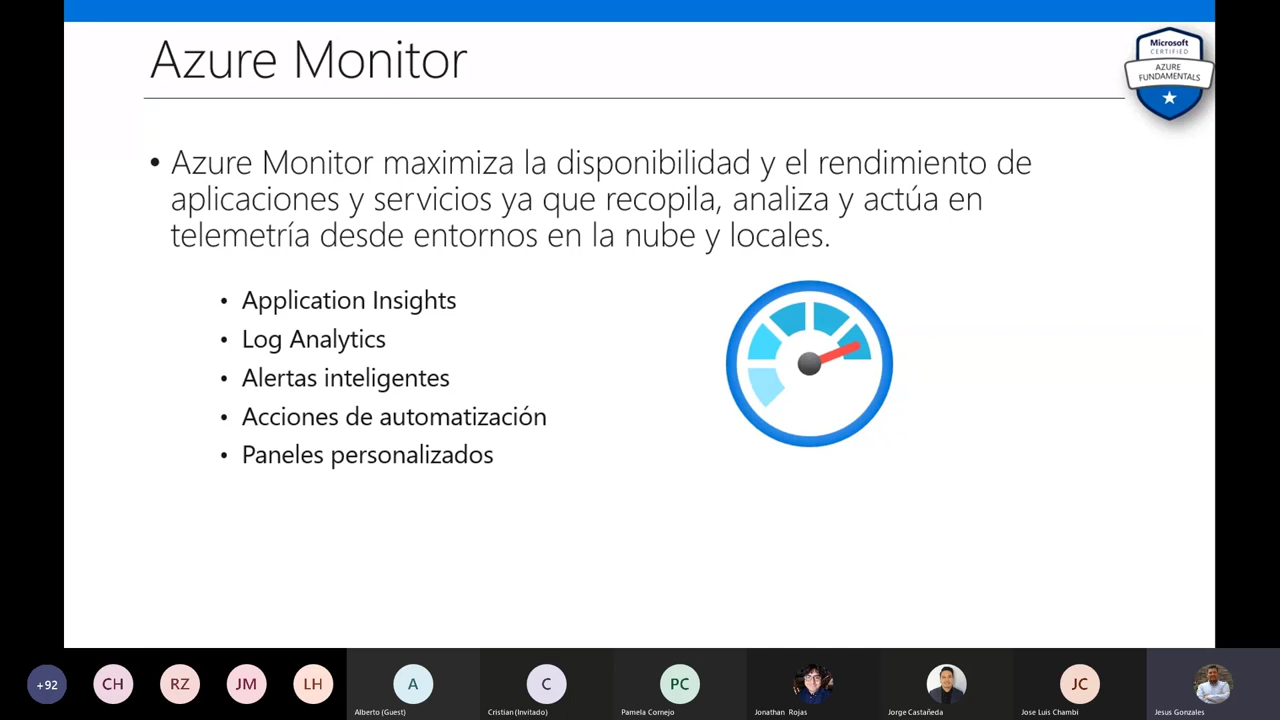 Azure Monitor
Microsoft
CERTIFIED
AZURE
FUNDAMENTALS
• Azure Monitor maximiza la disponibilidad y el rendimiento de
aplicaciones y servicios ya que recopila, analiza y actúa en
telemetría desde entornos en la nube y locales.
• Application Insights
• Log Analytics
• Alertas inteligentes
• Acciones de automatización
• Paneles personalizados
+92
CH
RZ
JM
LH
A
C
PC
JC
Alberto (Guest)
Cristian (Invitado)
Pamela Cornejo
Jonathan Rojas
Jorge Castañeda
Jose Luis Chambi
Jesus Gonzales